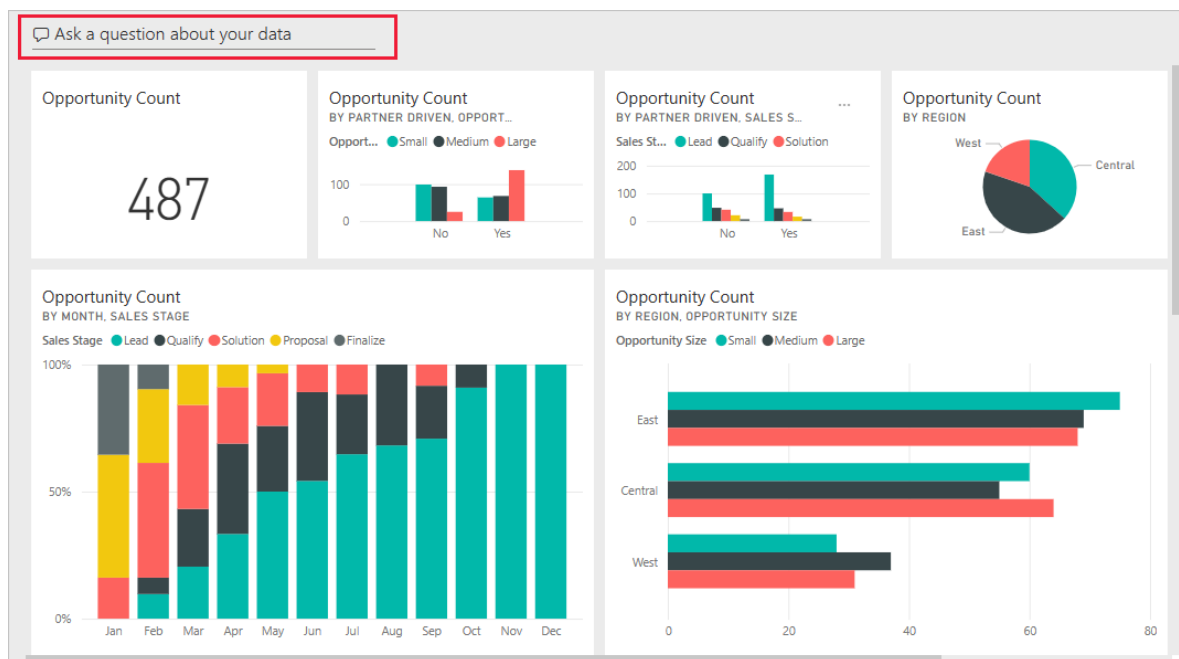 Ask a question about your data
Opportunity Count
487
Opportunity Count
BY PARTNER DRIVEN, OPPORT...
Opport... Small Medium Large
100
0
No Yes
Opportunity Count
...
BY PARTNER DRIVEN, SALES S...
Sales St... Lead Qualify Solution
200
100
0
No Yes
Opportunity Count
BY REGION
West
Central
East
Opportunity Count
BY MONTH, SALES STAGE
Sales Stage Lead Qualify Solution Proposal Finalize
100%
50%
0%
Jan Feb Mar Apr May Jun Jul Aug Sep Oct Nov Dec
Opportunity Count
BY REGION, OPPORTUNITY SIZE
Opportunity Size Small Medium Large
East
Central
West
0 20 40 60 80